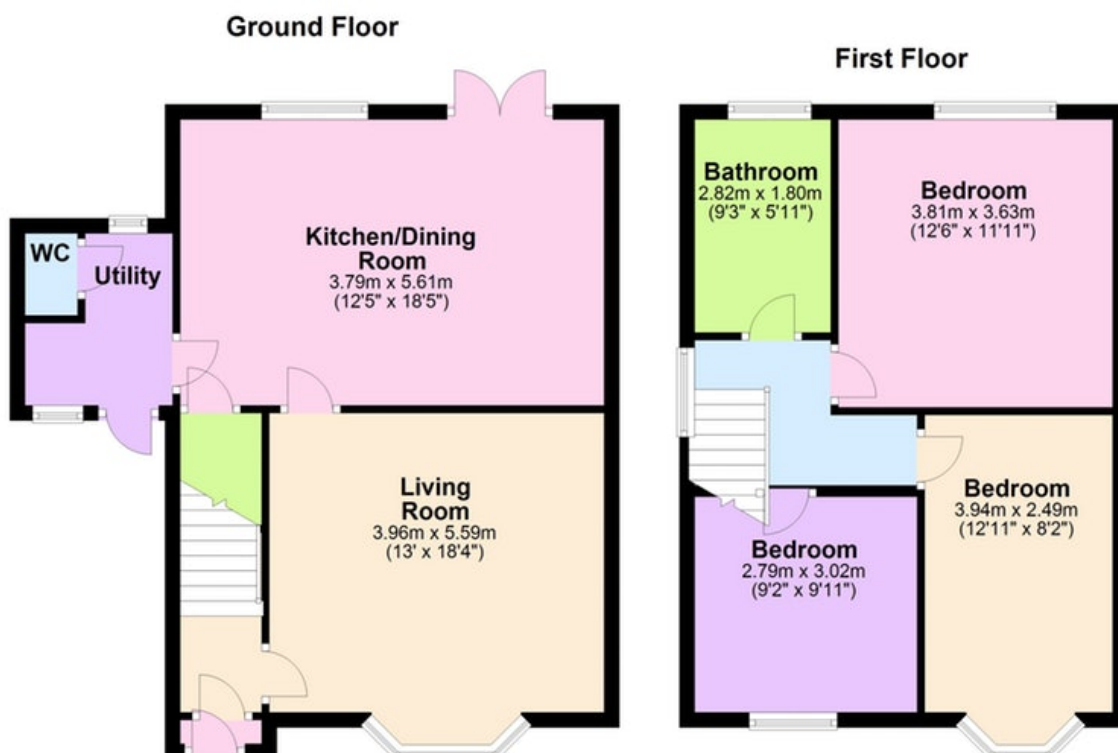 Ground Floor
Kitchen/Dining
Room
3.79m x 5.61m
(12'5" x 18'5")
WC
Utility
Living
Room
3.96m x 5.59m
(13' x 18'4")
First Floor
Bathroom
2.82m x 1.80m
(9'3" x 5'11")
Bedroom
3.81m x 3.63m
(12'6" x 11'11")
Bedroom
3.94m x 2.49m
(12'11" x 8'2")
Bedroom
2.79m x 3.02m
(9'2" x 9'11")